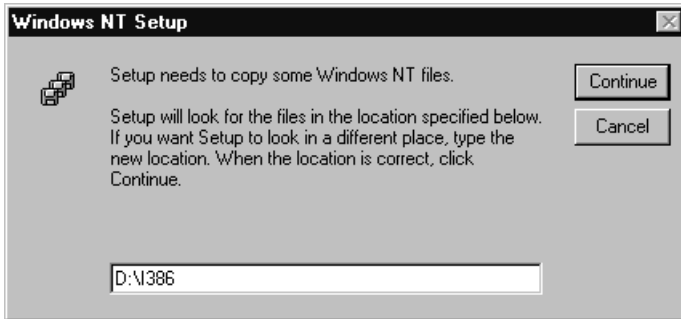 Windows NT Setup
Setup needs to copy some Windows NT files.
Continue
Setup will look for the files in the location specified below.
If you want Setup to look in a different place, type the
new location. When the location is correct, click
Continue.
Cancel
D:\I386